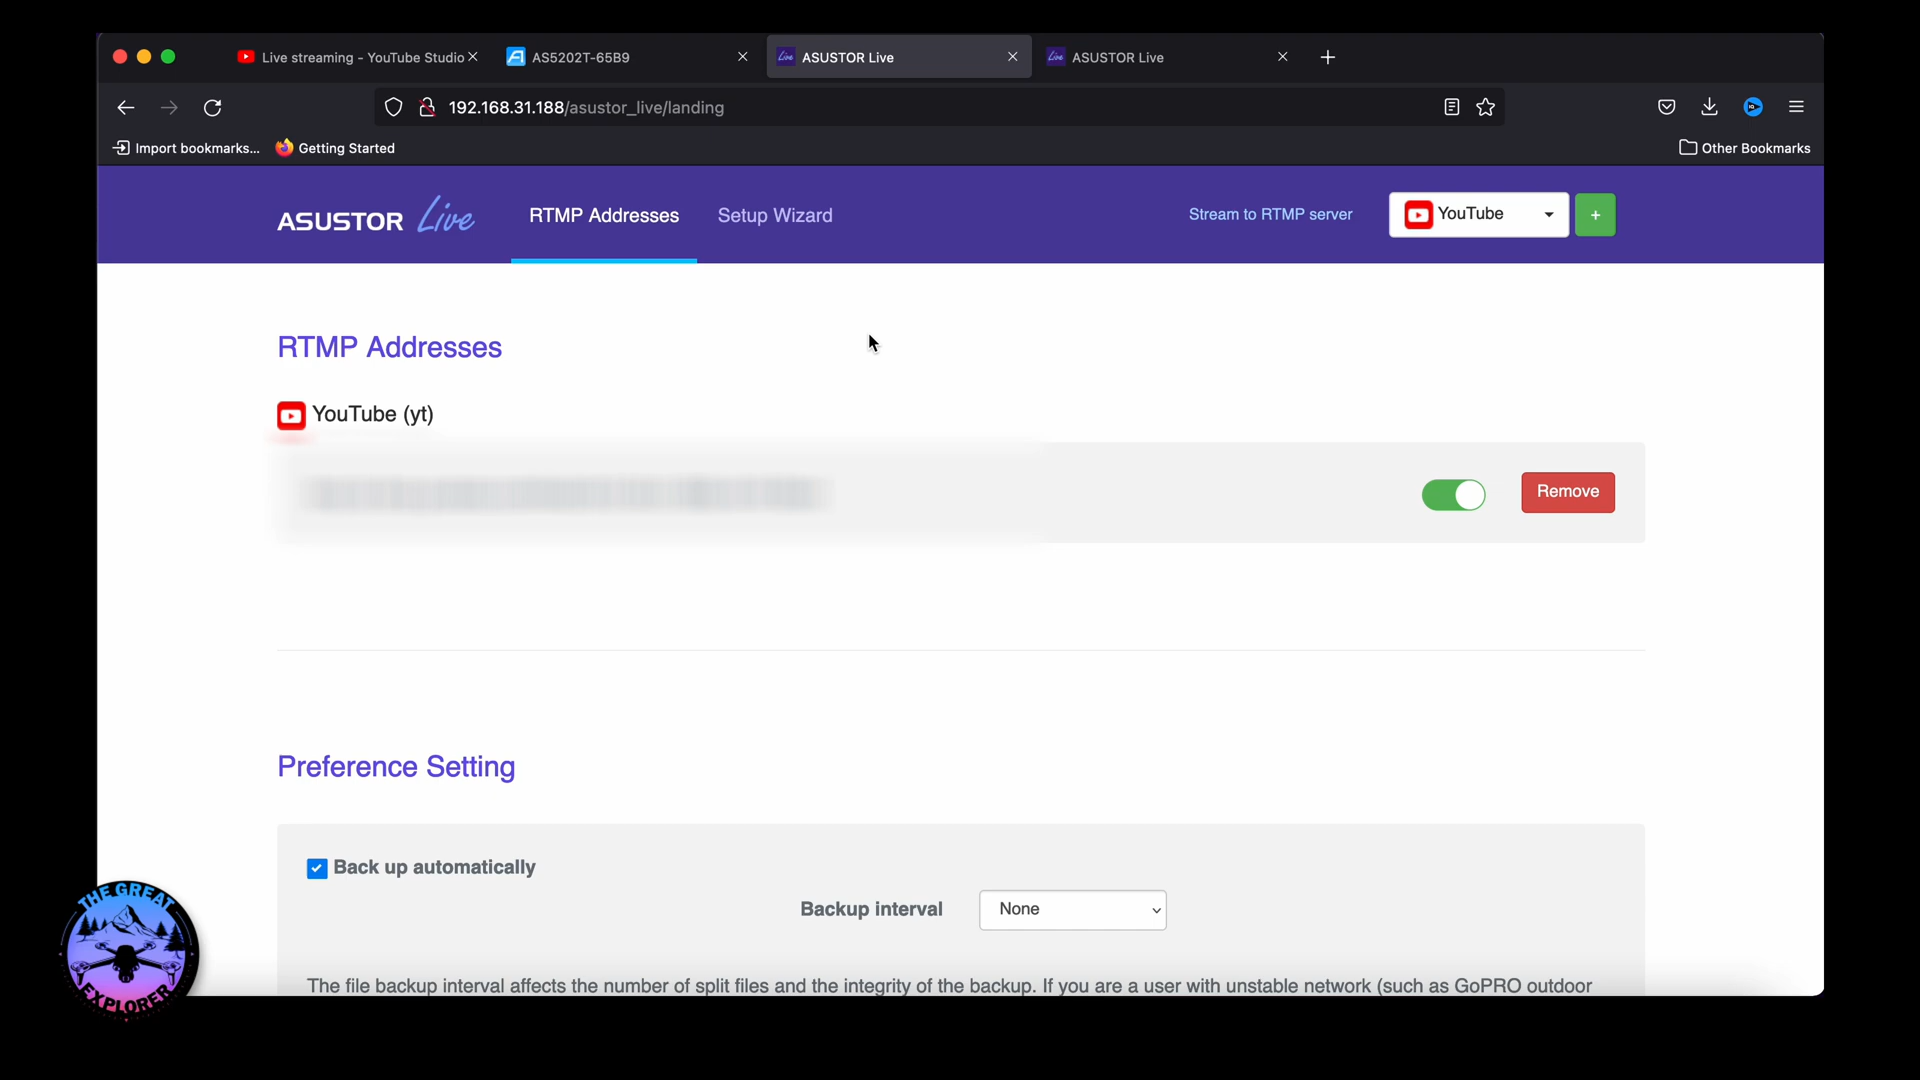 Live streaming - YouTube Studio
AS5202T-65B9
ASUSTOR Live
ASUSTOR Live
192.168.31.188/asustor_live/landing
Import bookmarks...
Getting Started
Other Bookmarks
ASUSTOR Live
RTMP Addresses
Setup Wizard
Stream to RTMP server
YouTube
+
RTMP Addresses
YouTube (yt)
Remove
Preference Setting
Back up automatically
Backup interval
None
The file backup interval affects the number of split files and the integrity of the backup. If you are a user with unstable network (such as GoPRO outdoor
THE GREAT
EXPLORER